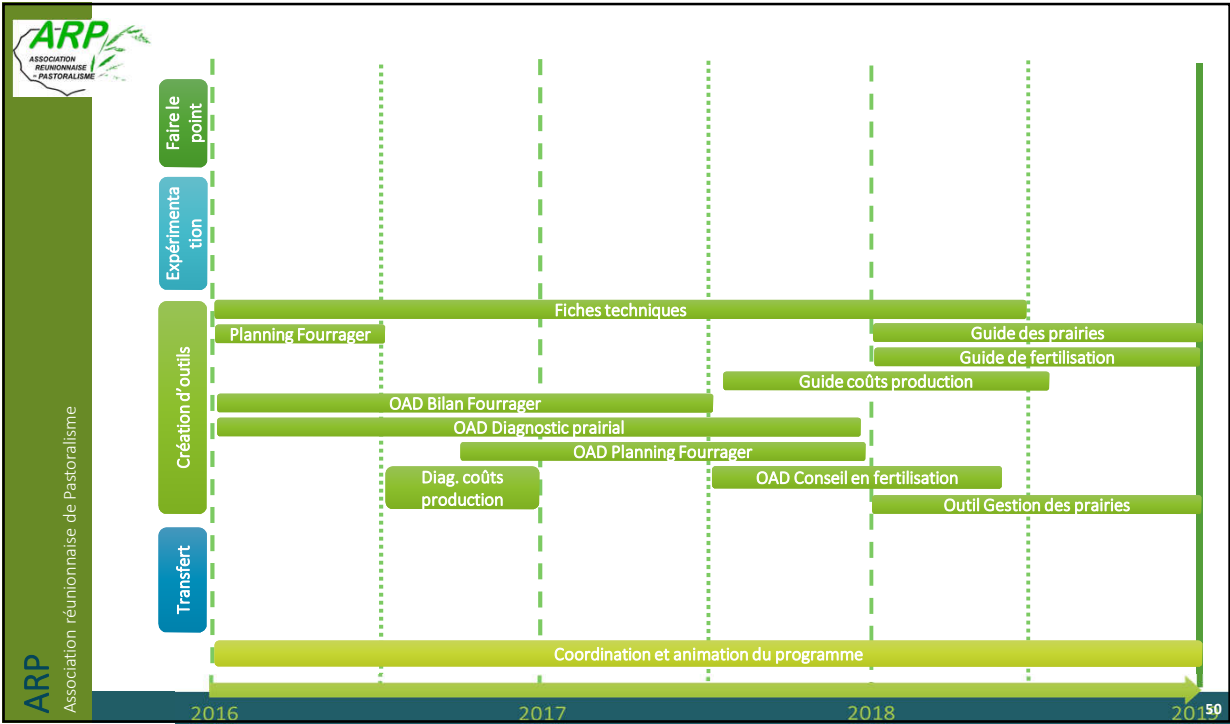 ARP
ASSOCIATION
REUNIONNAISE
DE PASTORALISME
Faire le
point
Expérimenta
tion
Création d'outils
Transfert
Fiches techniques
Planning Fourrager
Guide des prairies
Guide de fertilisation
Guide coûts production
OAD Bilan Fourrager
OAD Diagnostic prairial
OAD Planning Fourrager
Diag. coûts
production
OAD Conseil en fertilisation
Outil Gestion des prairies
Coordination et animation du programme
ARP
Association réunionnaise de Pastoralisme
2016
2017
2018
2019
50